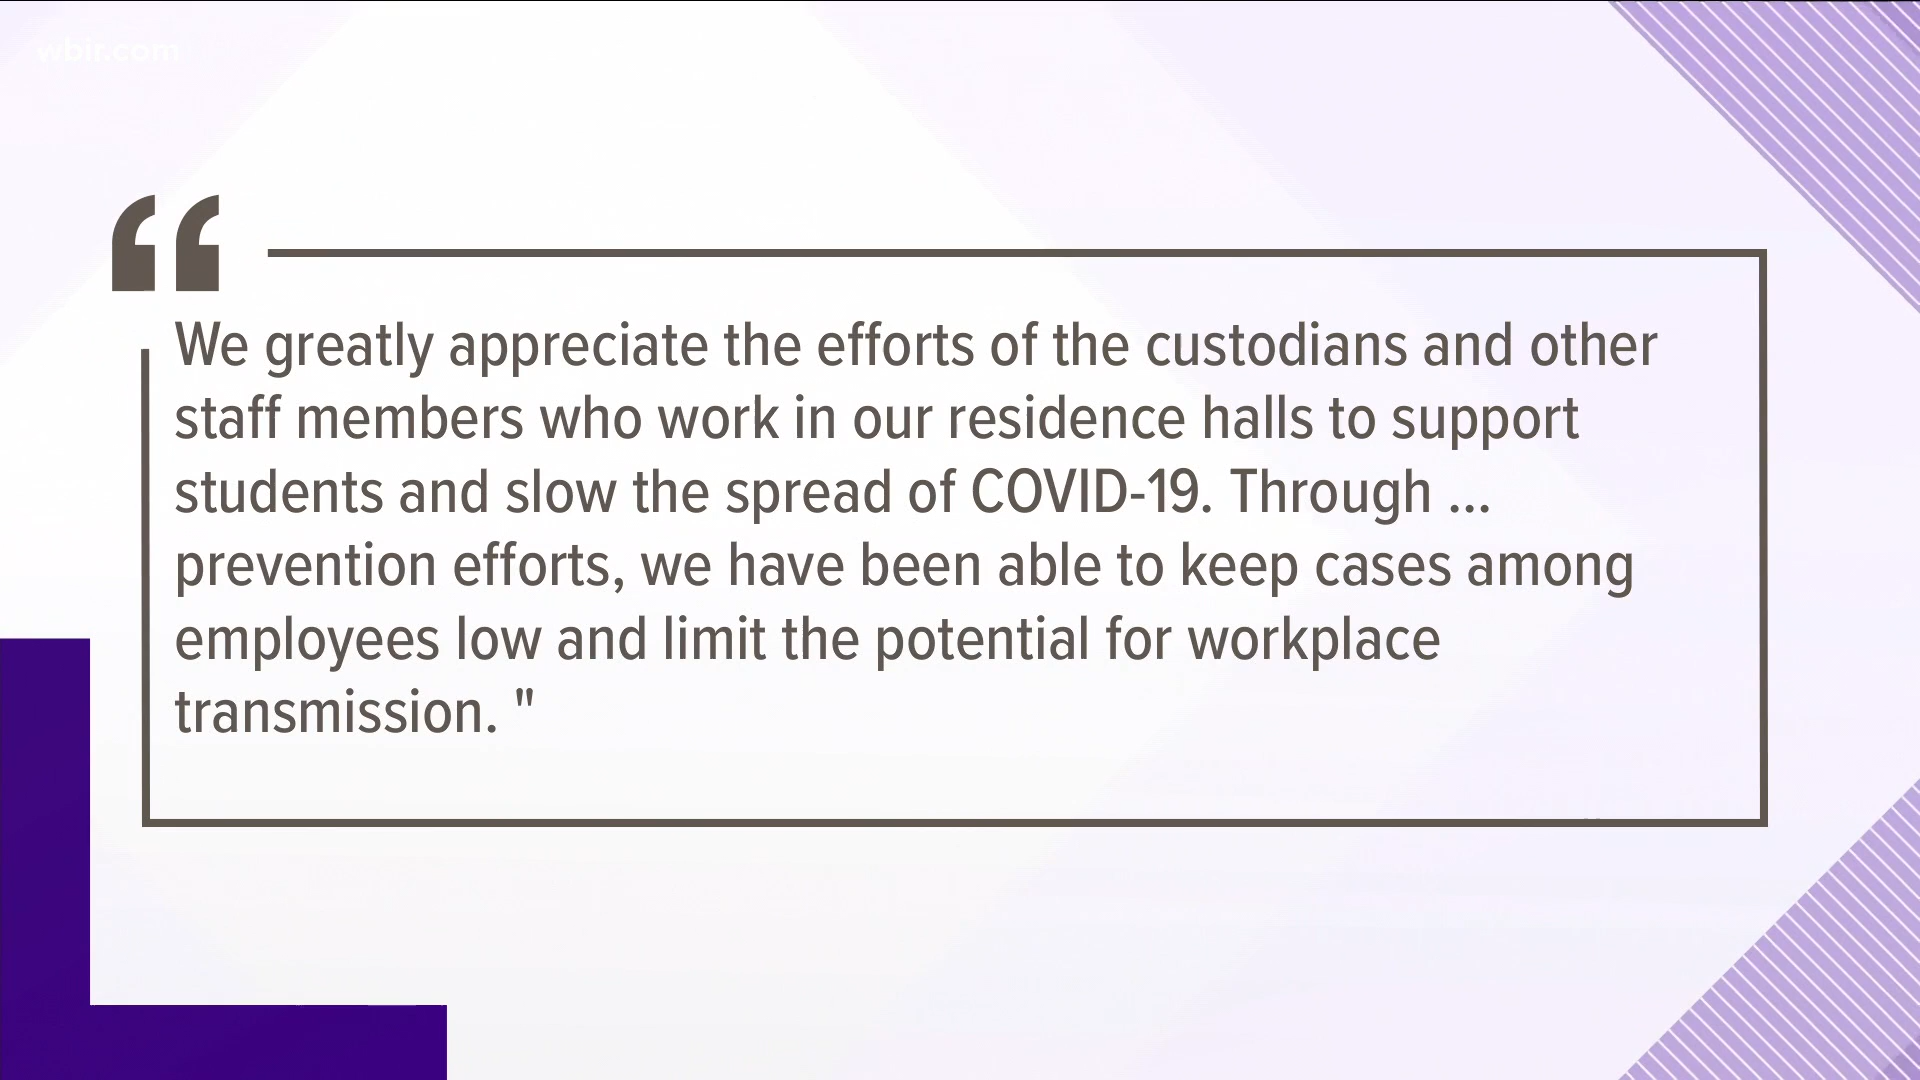 wbir.com
“
We greatly appreciate the efforts of the custodians and other
staff members who work in our residence halls to support
students and slow the spread of COVID-19. Through ...
prevention efforts, we have been able to keep cases among
employees low and limit the potential for workplace
transmission. "